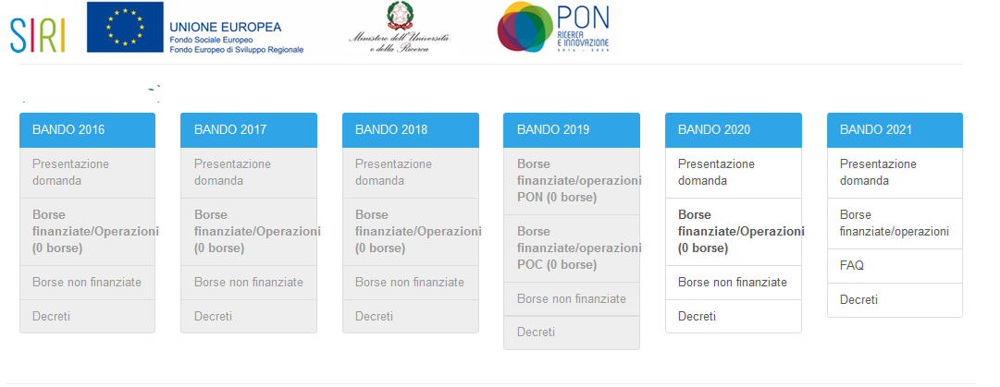 SIRI
UNIONE EUROPEA
Fondo Sociale Europeo
Fondo Europeo di Sviluppo Regionale
Ministero dell'Università
e della Ricerca
PON
RICERCA
E INNOVAZIONE
2014 - 2020
BANDO 2016
Presentazione
domanda
Borse
finanziate/Operazioni
(0 borse)
Borse non finanziate
Decreti
BANDO 2017
Presentazione
domanda
Borse
finanziate/Operazioni
(0 borse)
Borse non finanziate
Decreti
BANDO 2018
Presentazione
domanda
Borse
finanziate/Operazioni
(0 borse)
Borse non finanziate
Decreti
BANDO 2019
Borse
finanziate/operazioni
PON (0 borse)
Borse
finanziate/operazioni
POC (0 borse)
Borse non finanziate
Decreti
BANDO 2020
Presentazione
domanda
Borse
finanziate/Operazioni
(0 borse)
Borse non finanziate
Decreti
BANDO 2021
Presentazione
domanda
Borse
finanziate/operazioni
FAQ
Decreti